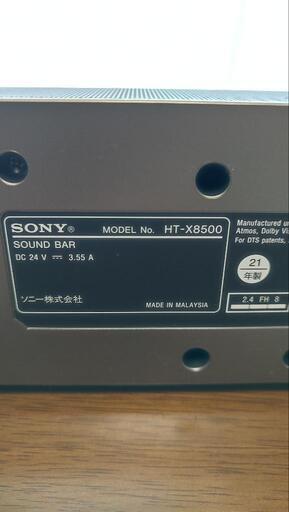 SONY® MODEL No. HT-X8500
SOUND BAR
DC 24 V ⎓ 3.55 A
ソニー株式会社
MADE IN MALAYSIA
Manufactured un
Atmos, Dolby Vi
For DTS patents,
21
年製
2.4 FH 8